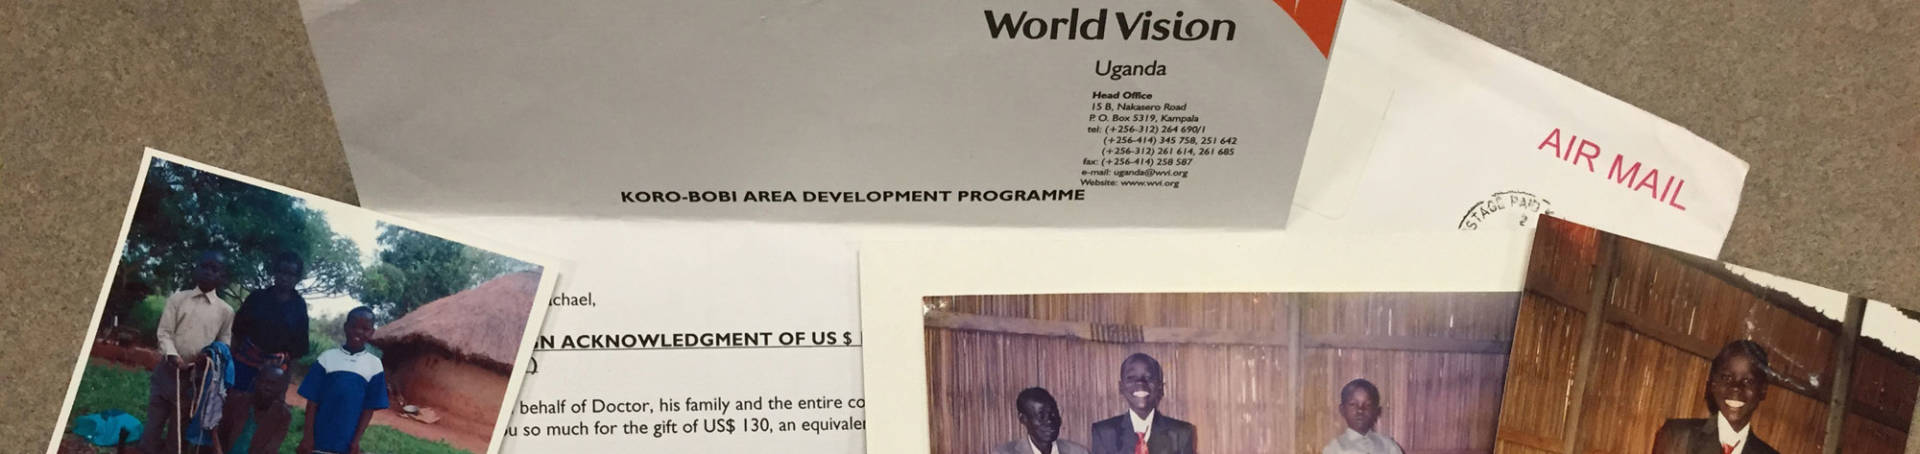 World Vision
Uganda
Head Office
15 B, Nakasero Road
P. O. Box 5319, Kampala
tel: (+256-312) 264 690/1
(+256-414) 345 758, 251 642
(+256-312) 261 614, 261 685
fax: (+256-414) 258 587
e-mail: uganda@wvi.org
Website: www.wvi.org
KORO-BOBI AREA DEVELOPMENT PROGRAMME
AIR MAIL
STAGE PAID
2
chael,
N ACKNOWLEDGMENT OF US $
behalf of Doctor, his family and the entire co
u so much for the gift of US$ 130, an equivale